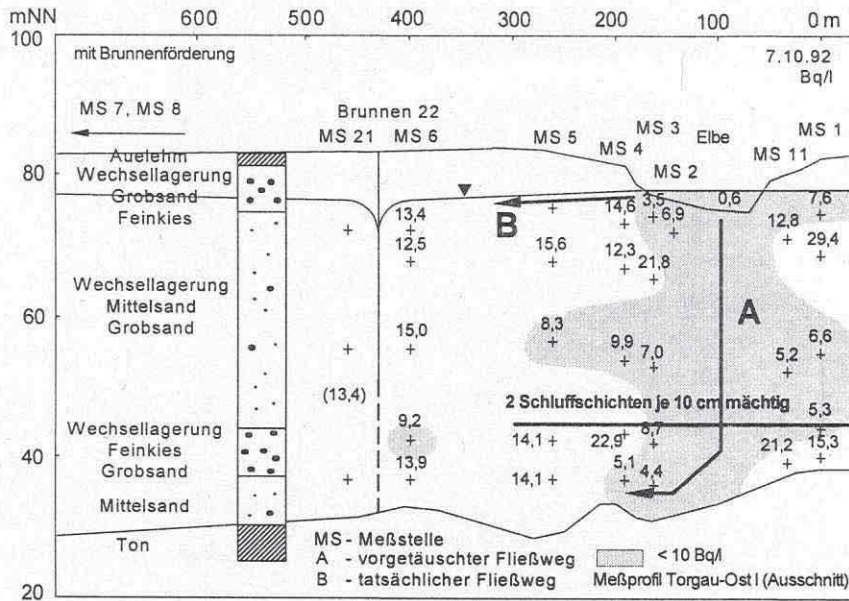 mNN 600 500 400 300 200 100 0 m
100
mit Brunnenförderung
7.10.92
Bq/l
MS 7, MS 8
Brunnen 22
MS 21 MS 6 MS 5 MS 4 MS 3 MS 2 Elbe MS 11 MS 1
80
Auelehm
Wechsellagerung
Grobsand
Feinkies
B
13,4 14,6 3,5 6,9 0,6 12,8 7,6
12,5 15,6 12,3 21,8 29,4
Wechsellagerung
Mittelsand
Grobsand
60
A
15,0 8,3 9,9 7,0 5,2 6,6
(13,4)
2 Schluffschichten je 10 cm mächtig
Wechsellagerung
Feinkies
Grobsand
9,2 14,1 22,9 8,7 21,2 5,3
15,3
40
13,9 14,1 5,1 4,4
Mittelsand
Ton
MS - Meßstelle
A - vorgetäuschter Fließweg
< 10 Bq/l
B - tatsächlicher Fließweg
Meßprofil Torgau-Ost I (Ausschnitt)
20